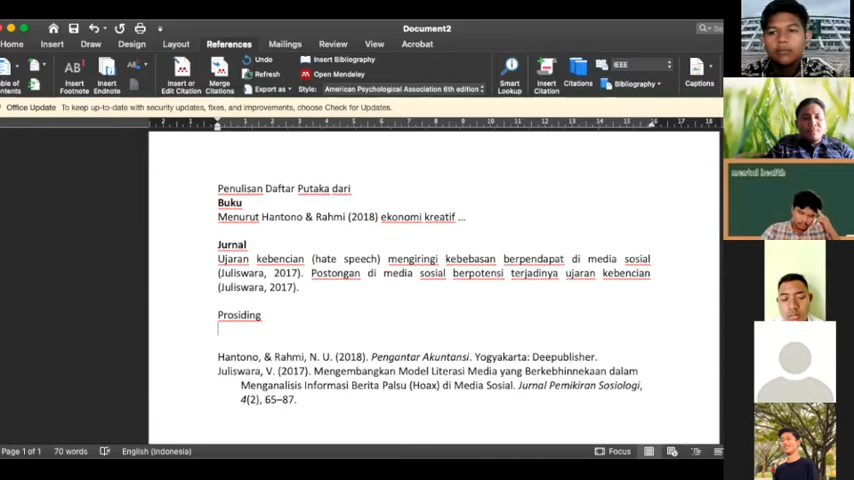 Document2
Home
Insert
Draw
Design
Layout
References
Mailings
Review
View
Acrobat
Insert Footnote
Insert Endnote
Insert or Edit Citation
Merge Citations
Undo
Refresh
Export as
Insert Bibliography
Open Mendeley
Style: American Psychological Association 6th edition
Smart Lookup
Insert Citation
Citations
IEEE
Bibliography
Captions
Office Update To keep up-to-date with security updates, fixes, and improvements, choose Check for Updates.
Penulisan Daftar Putaka dari
Buku
Menurut Hantono & Rahmi (2018) ekonomi kreatif ...
Jurnal
Ujaran kebencian (hate speech) mengiringi kebebasan berpendapat di media sosial
(Juliswara, 2017). Postongan di media sosial berpotensi terjadinya ujaran kebencian
(Juliswara, 2017).
Prosiding
Hantono, & Rahmi, N. U. (2018). Pengantar Akuntansi. Yogyakarta: Deepublisher.
Juliswara, V. (2017). Mengembangkan Model Literasi Media yang Berkebhinnekaan dalam
Menganalisis Informasi Berita Palsu (Hoax) di Media Sosial. Jurnal Pemikiran Sosiologi,
4(2), 65–87.
Page 1 of 1
70 words
English (Indonesia)
Focus
mental health